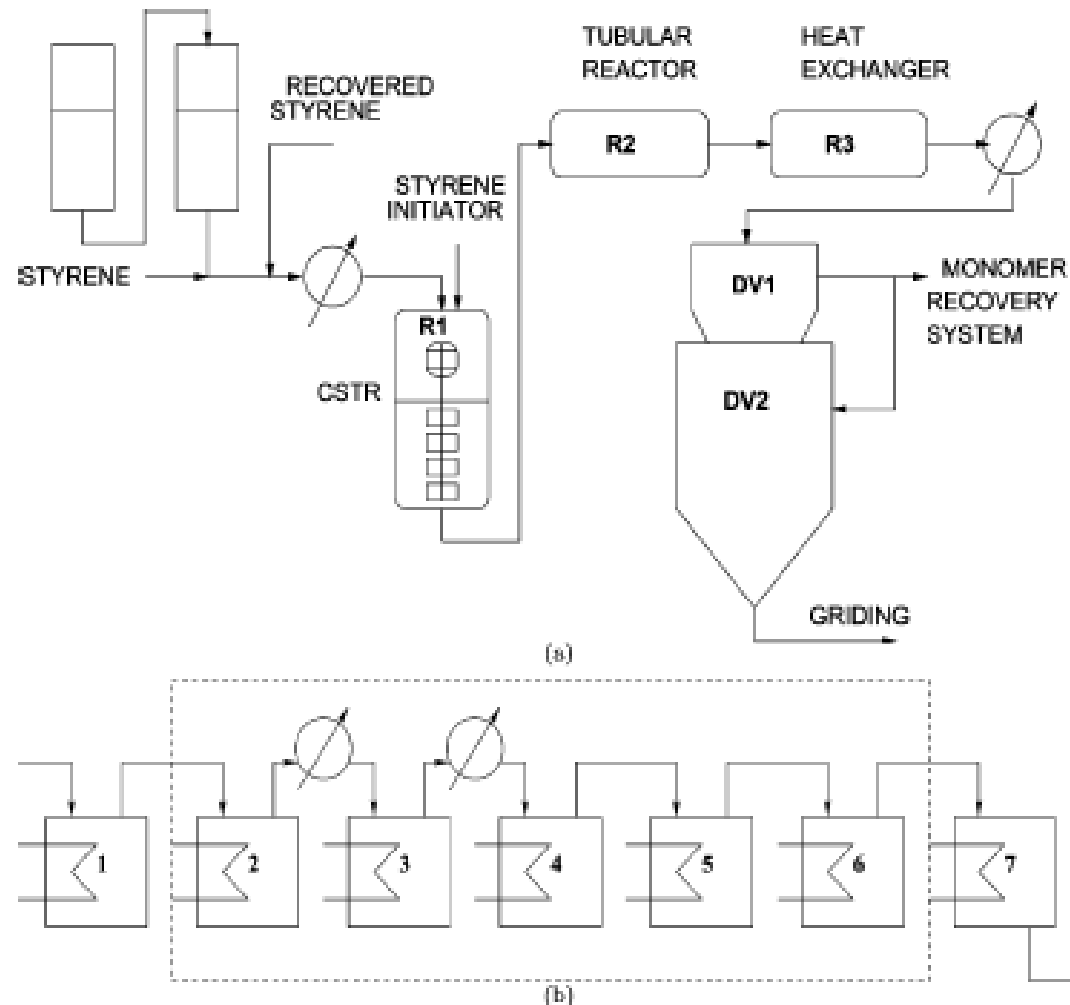 TUBULAR
REACTOR
HEAT
EXCHANGER
RECOVERED
STYRENE
R2
R3
STYRENE
INITIATOR
STYRENE
DV1
MONOMER
RECOVERY
SYSTEM
R1
CSTR
DV2
GRIDING
(a)
1
2
3
4
5
6
7
(b)